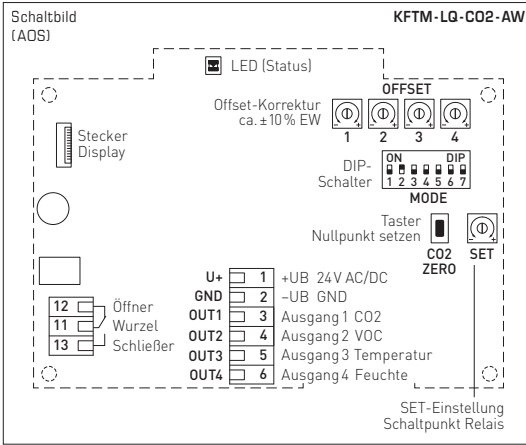 Schaltbild
(AOS)
KFTM-LQ-CO2-AW
LED (Status)
OFFSET
Offset-Korrektur
ca. ±10% EW
1 2 3 4
Stecker
Display
DIP-
Schalter
ON DIP
1 2 3 4 5 6 7
MODE
Taster
Nullpunkt setzen
CO2
ZERO
SET
U+ 1 +UB 24V AC/DC
GND 2 –UB GND
OUT1 3 Ausgang 1 CO2
OUT2 4 Ausgang 2 VOC
OUT3 5 Ausgang 3 Temperatur
OUT4 6 Ausgang 4 Feuchte
12 Öffner
11 Wurzel
13 Schließer
SET-Einstellung
Schaltpunkt Relais